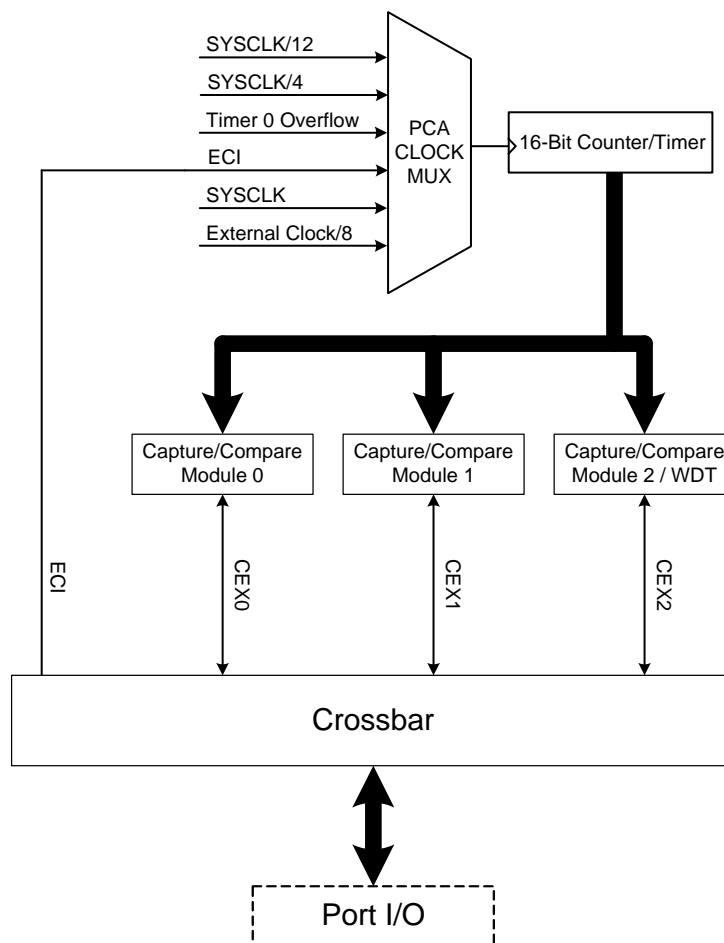 SYSCLK/12
SYSCLK/4
Timer 0 Overflow
ECI
SYSCLK
External Clock/8
PCA
CLOCK
MUX
16-Bit Counter/Timer
Capture/Compare
Module 0
Capture/Compare
Module 1
Capture/Compare
Module 2 / WDT
ECI
CEX0
CEX1
CEX2
Crossbar
Port I/O